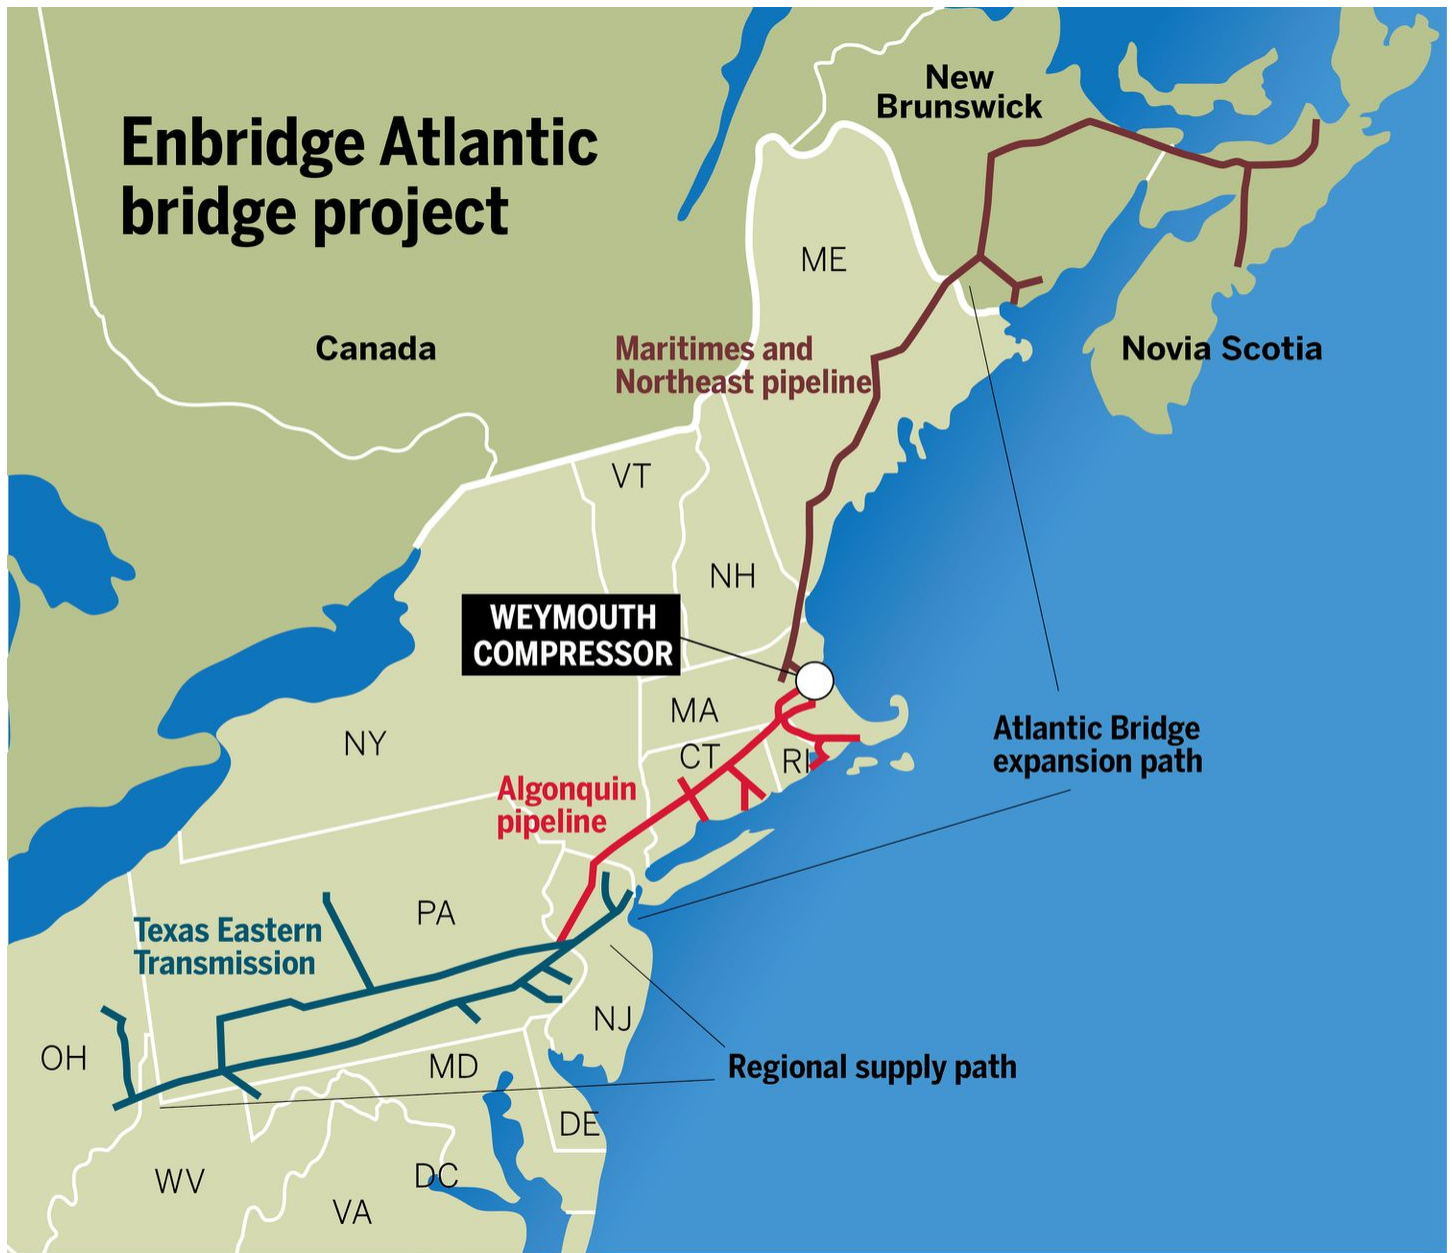 Enbridge Atlantic
bridge project
New
Brunswick
ME
Canada
Maritimes and
Northeast pipeline
Novia Scotia
VT
NH
WEYMOUTH
COMPRESSOR
MA
NY
CT
RI
Atlantic Bridge
expansion path
Algonquin
pipeline
PA
Texas Eastern
Transmission
NJ
OH
MD
Regional supply path
DE
WV
DC
VA